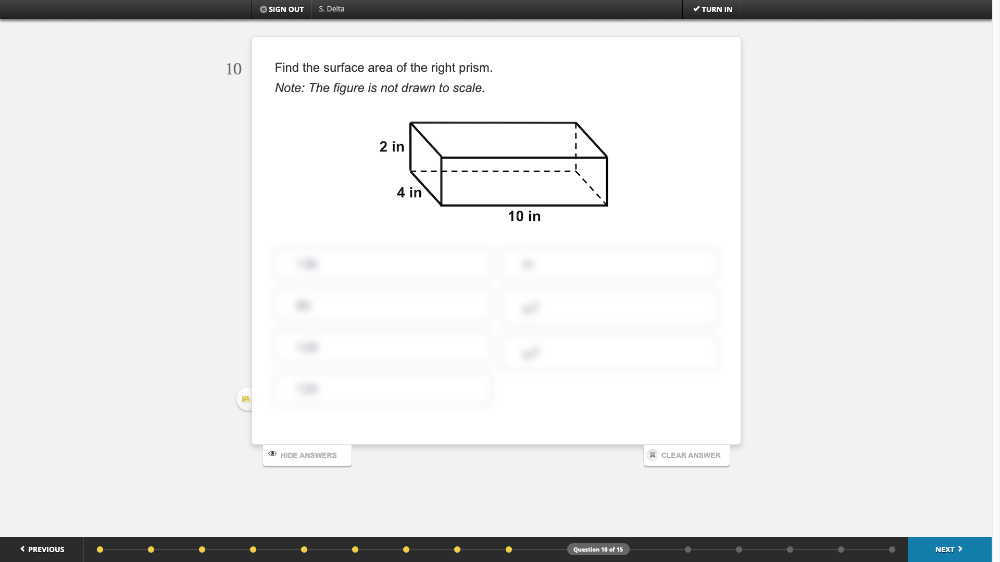 SIGN OUT
S. Delta
TURN IN
10
Find the surface area of the right prism.
Note: The figure is not drawn to scale.
2 in
4 in
10 in
HIDE ANSWERS
CLEAR ANSWER
PREVIOUS
Question 10 of 15
NEXT